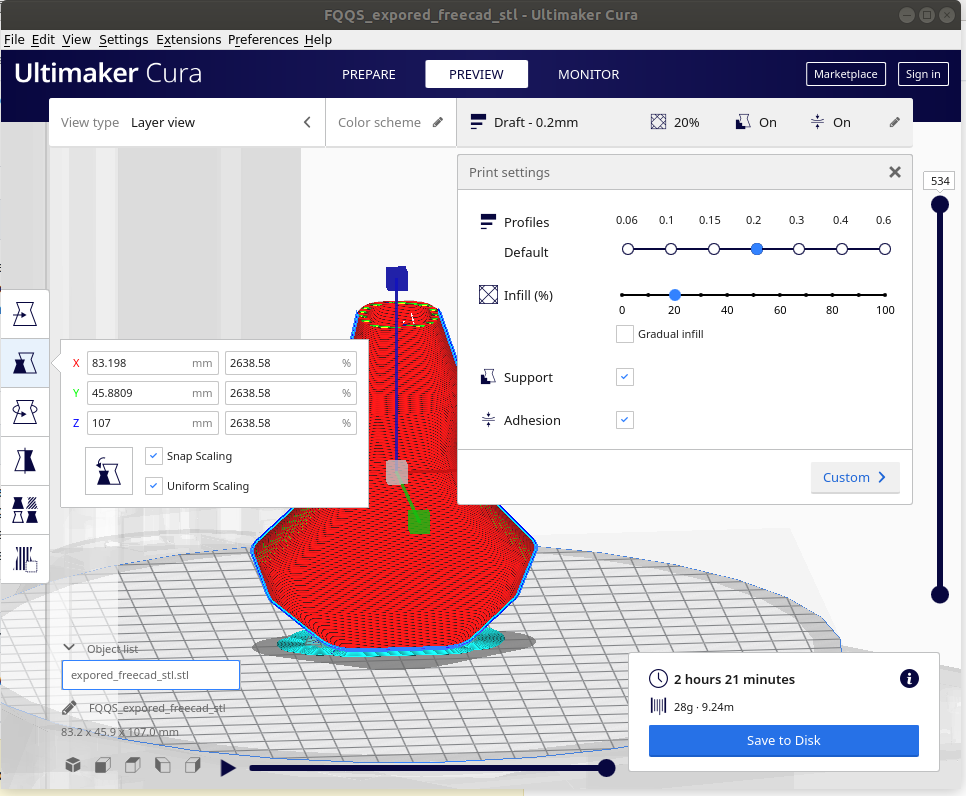 FQQS_expored_freecad_stl - Ultimaker Cura
File Edit View Settings Extensions Preferences Help
Ultimaker Cura
PREPARE PREVIEW MONITOR
Marketplace Sign in
View type Layer view
Color scheme
Draft - 0.2mm 20% On On
Print settings
534
Profiles 0.06 0.1 0.15 0.2 0.3 0.4 0.6
Default
Infill (%)
0 20 40 60 80 100
Gradual infill
X 83.198 mm 2638.58 %
Y 45.8809 mm 2638.58 %
Z 107 mm 2638.58 %
Support
Adhesion
Snap Scaling
Uniform Scaling
Custom
Object list
expored_freecad_stl.stl
FQQS_expored_freecad_stl
83.2 x 45.9 x 107.0 mm
2 hours 21 minutes
28g · 9.24m
Save to Disk